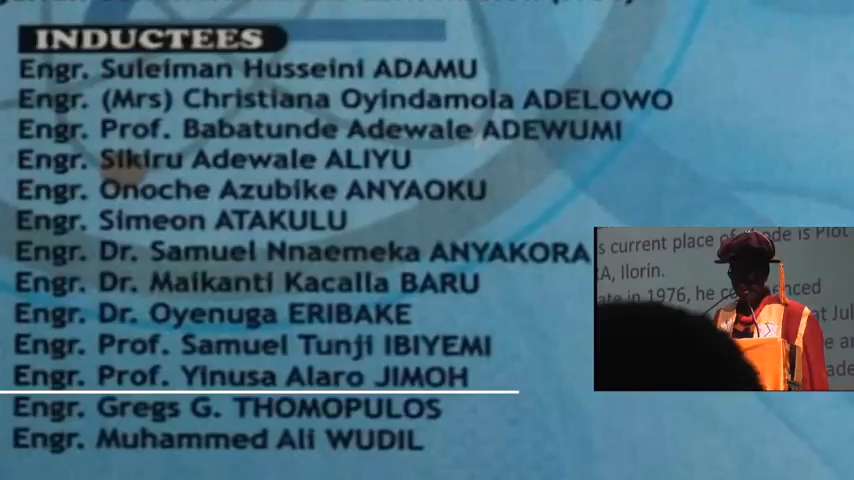 INDUCTEES
Engr. Suleiman Husseini ADAMU
Engr. (Mrs) Christiana Oyindamola ADELOWO
Engr. Prof. Babatunde Adewale ADEWUMI
Engr. Sikiru Adewale ALIYU
Engr. Onoche Azubike ANYAOKU
Engr. Simeon ATAKULU
Engr. Dr. Samuel Nnaemeka ANYAKORA
Engr. Dr. Maikanti Kacalla BARU
Engr. Dr. Oyenuga ERIBAKE
Engr. Prof. Samuel Tunji IBIYEMI
Engr. Prof. Yinusa Alaro JIMOH
Engr. Gregs G. THOMOPULOS
Engr. Muhammed Ali WUDIL
s current place of is Plot
RA, Ilorin.
in 1976, he